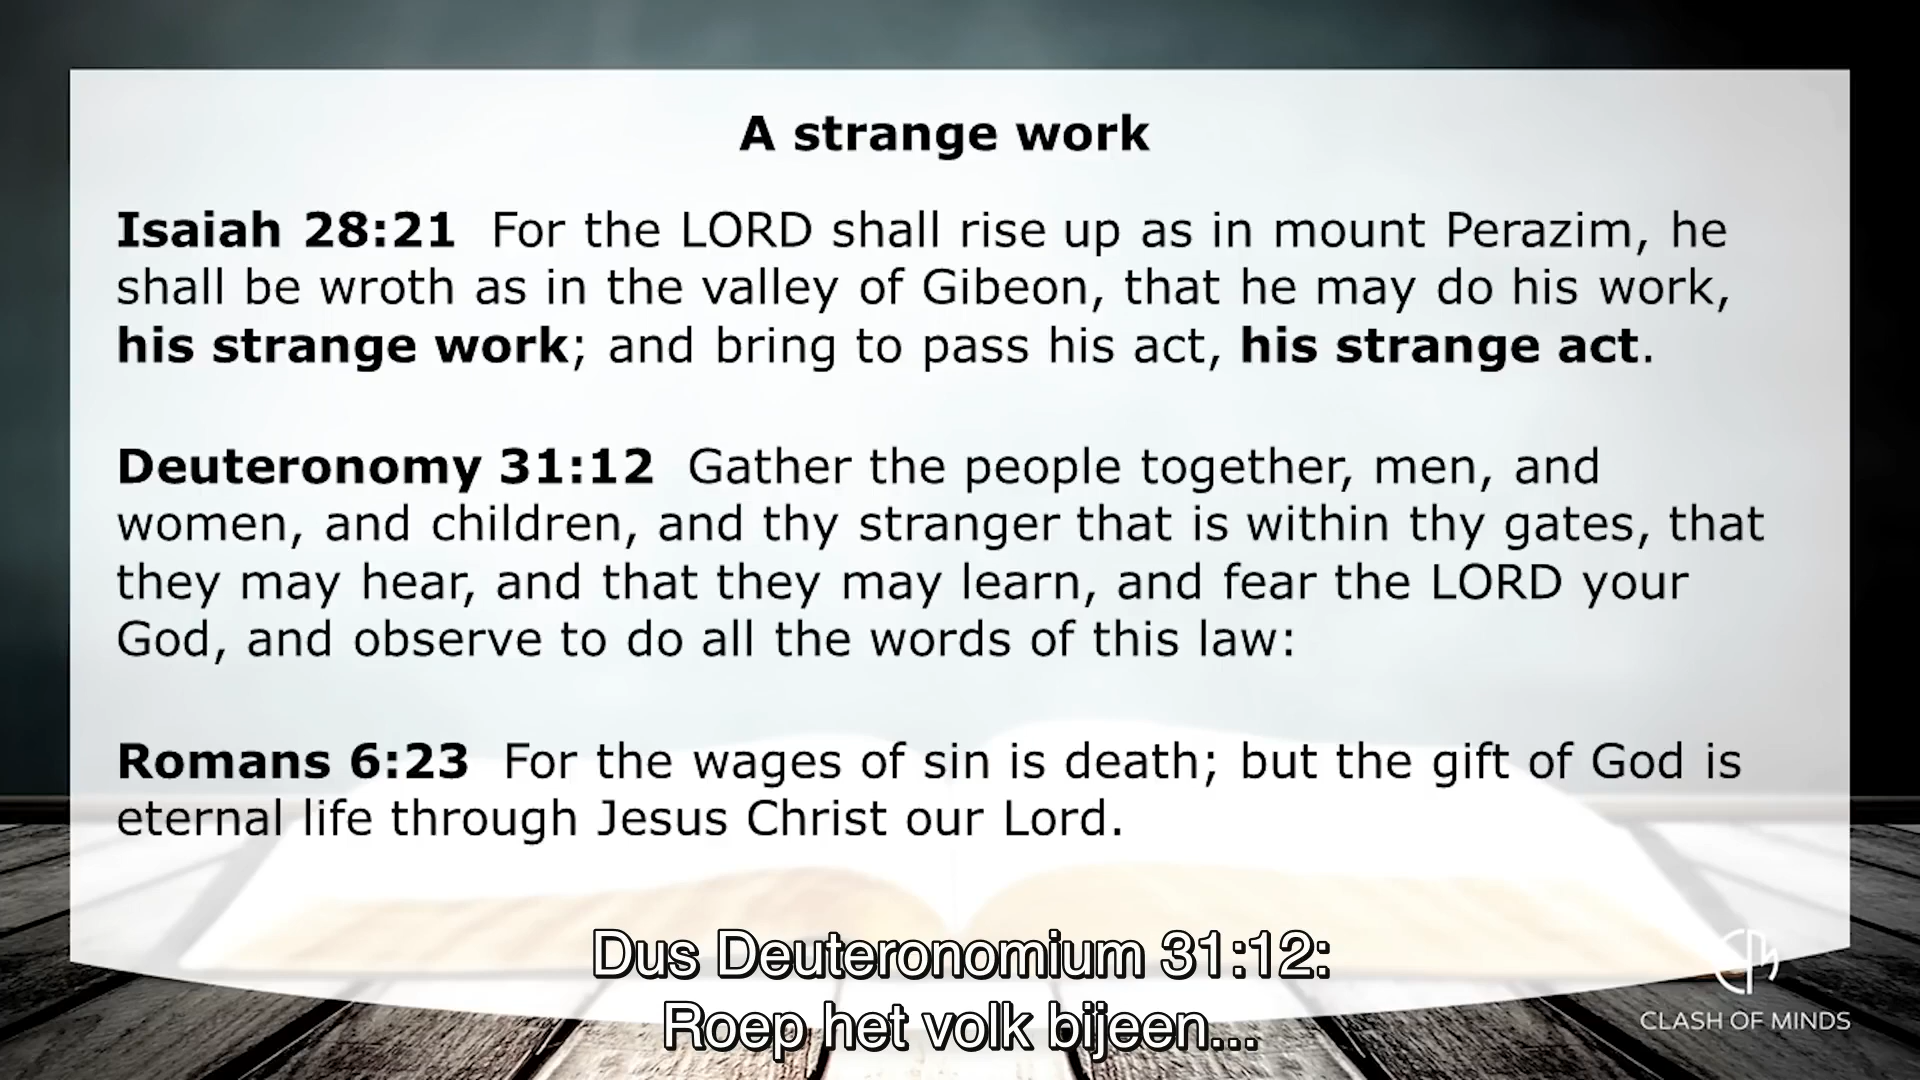 A strange work
Isaiah 28:21 For the LORD shall rise up as in mount Perazim, he
shall be wroth as in the valley of Gibeon, that he may do his work,
his strange work; and bring to pass his act, his strange act.
Deuteronomy 31:12 Gather the people together, men, and
women, and children, and thy stranger that is within thy gates, that
they may hear, and that they may learn, and fear the LORD your
God, and observe to do all the words of this law:
Romans 6:23 For the wages of sin is death; but the gift of God is
eternal life through Jesus Christ our Lord.
Dus Deuteronomium 31:12:
Roep het volk bijeen...
CLASH OF MINDS